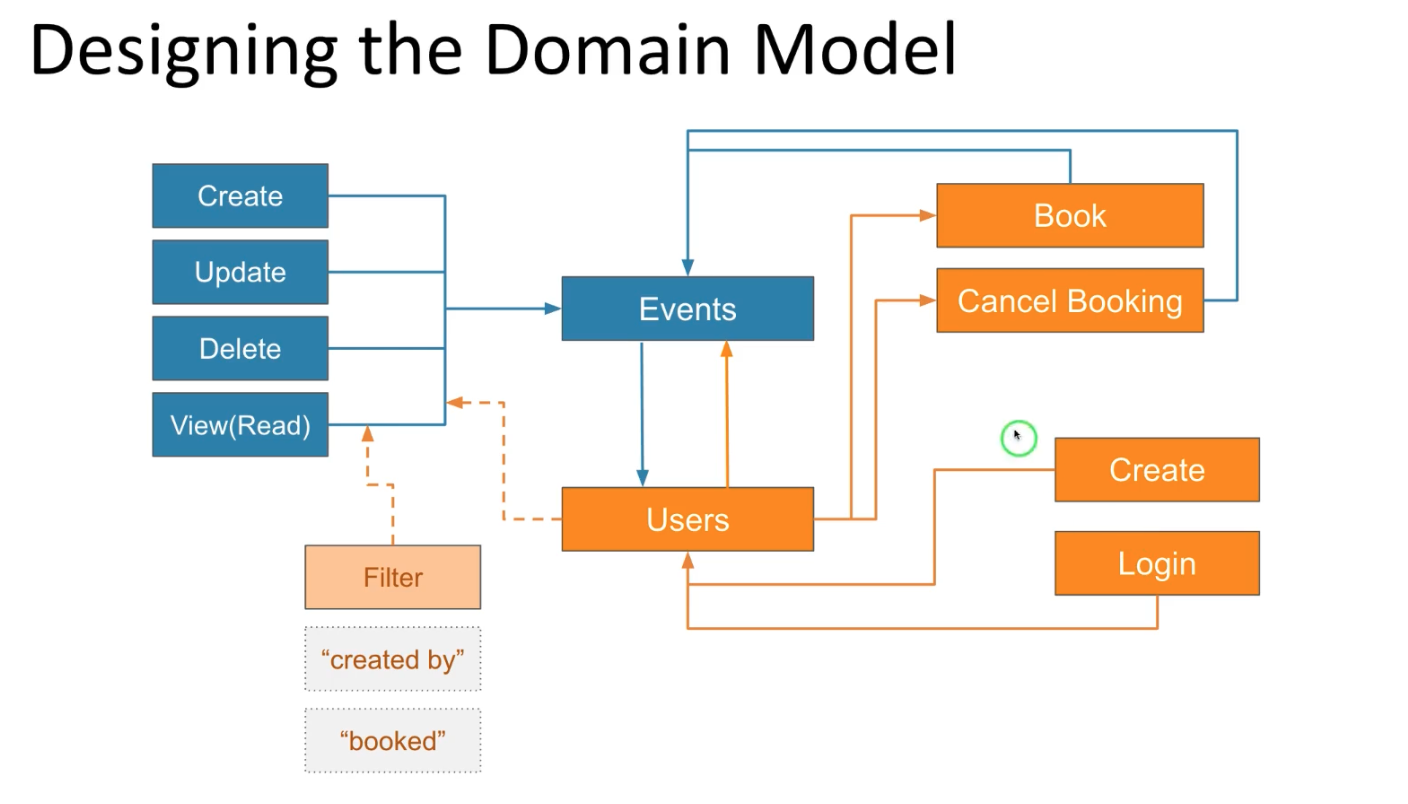 Designing the Domain Model
Create
Update
Delete
View(Read)
Events
Users
Book
Cancel Booking
Create
Login
Filter
“created by”
“booked”